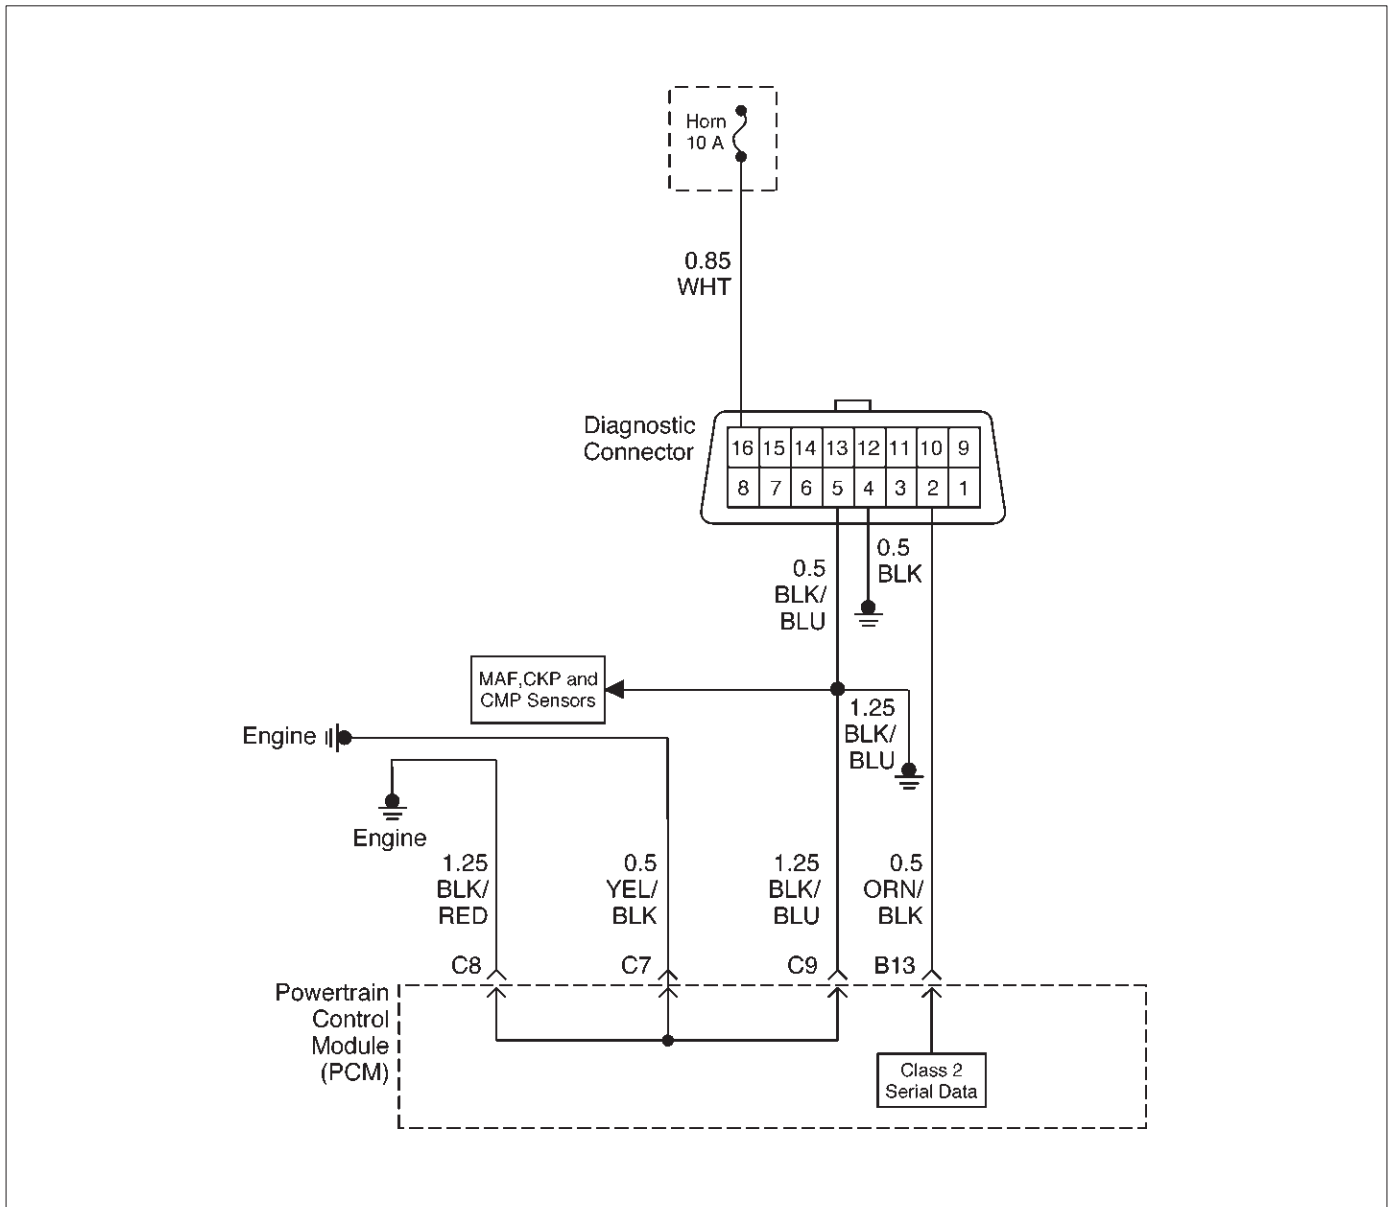 Horn
10 A
0.85
WHT
Diagnostic
Connector
16 15 14 13 12 11 10 9
8 7 6 5 4 3 2 1
0.5
BLK/
BLU
0.5
BLK
MAF,CKP and
CMP Sensors
1.25
BLK/
BLU
Engine
Engine
1.25
BLK/
RED
0.5
YEL/
BLK
1.25
BLK/
BLU
0.5
ORN/
BLK
C8
C7
C9
B13
Powertrain
Control
Module
(PCM)
Class 2
Serial Data